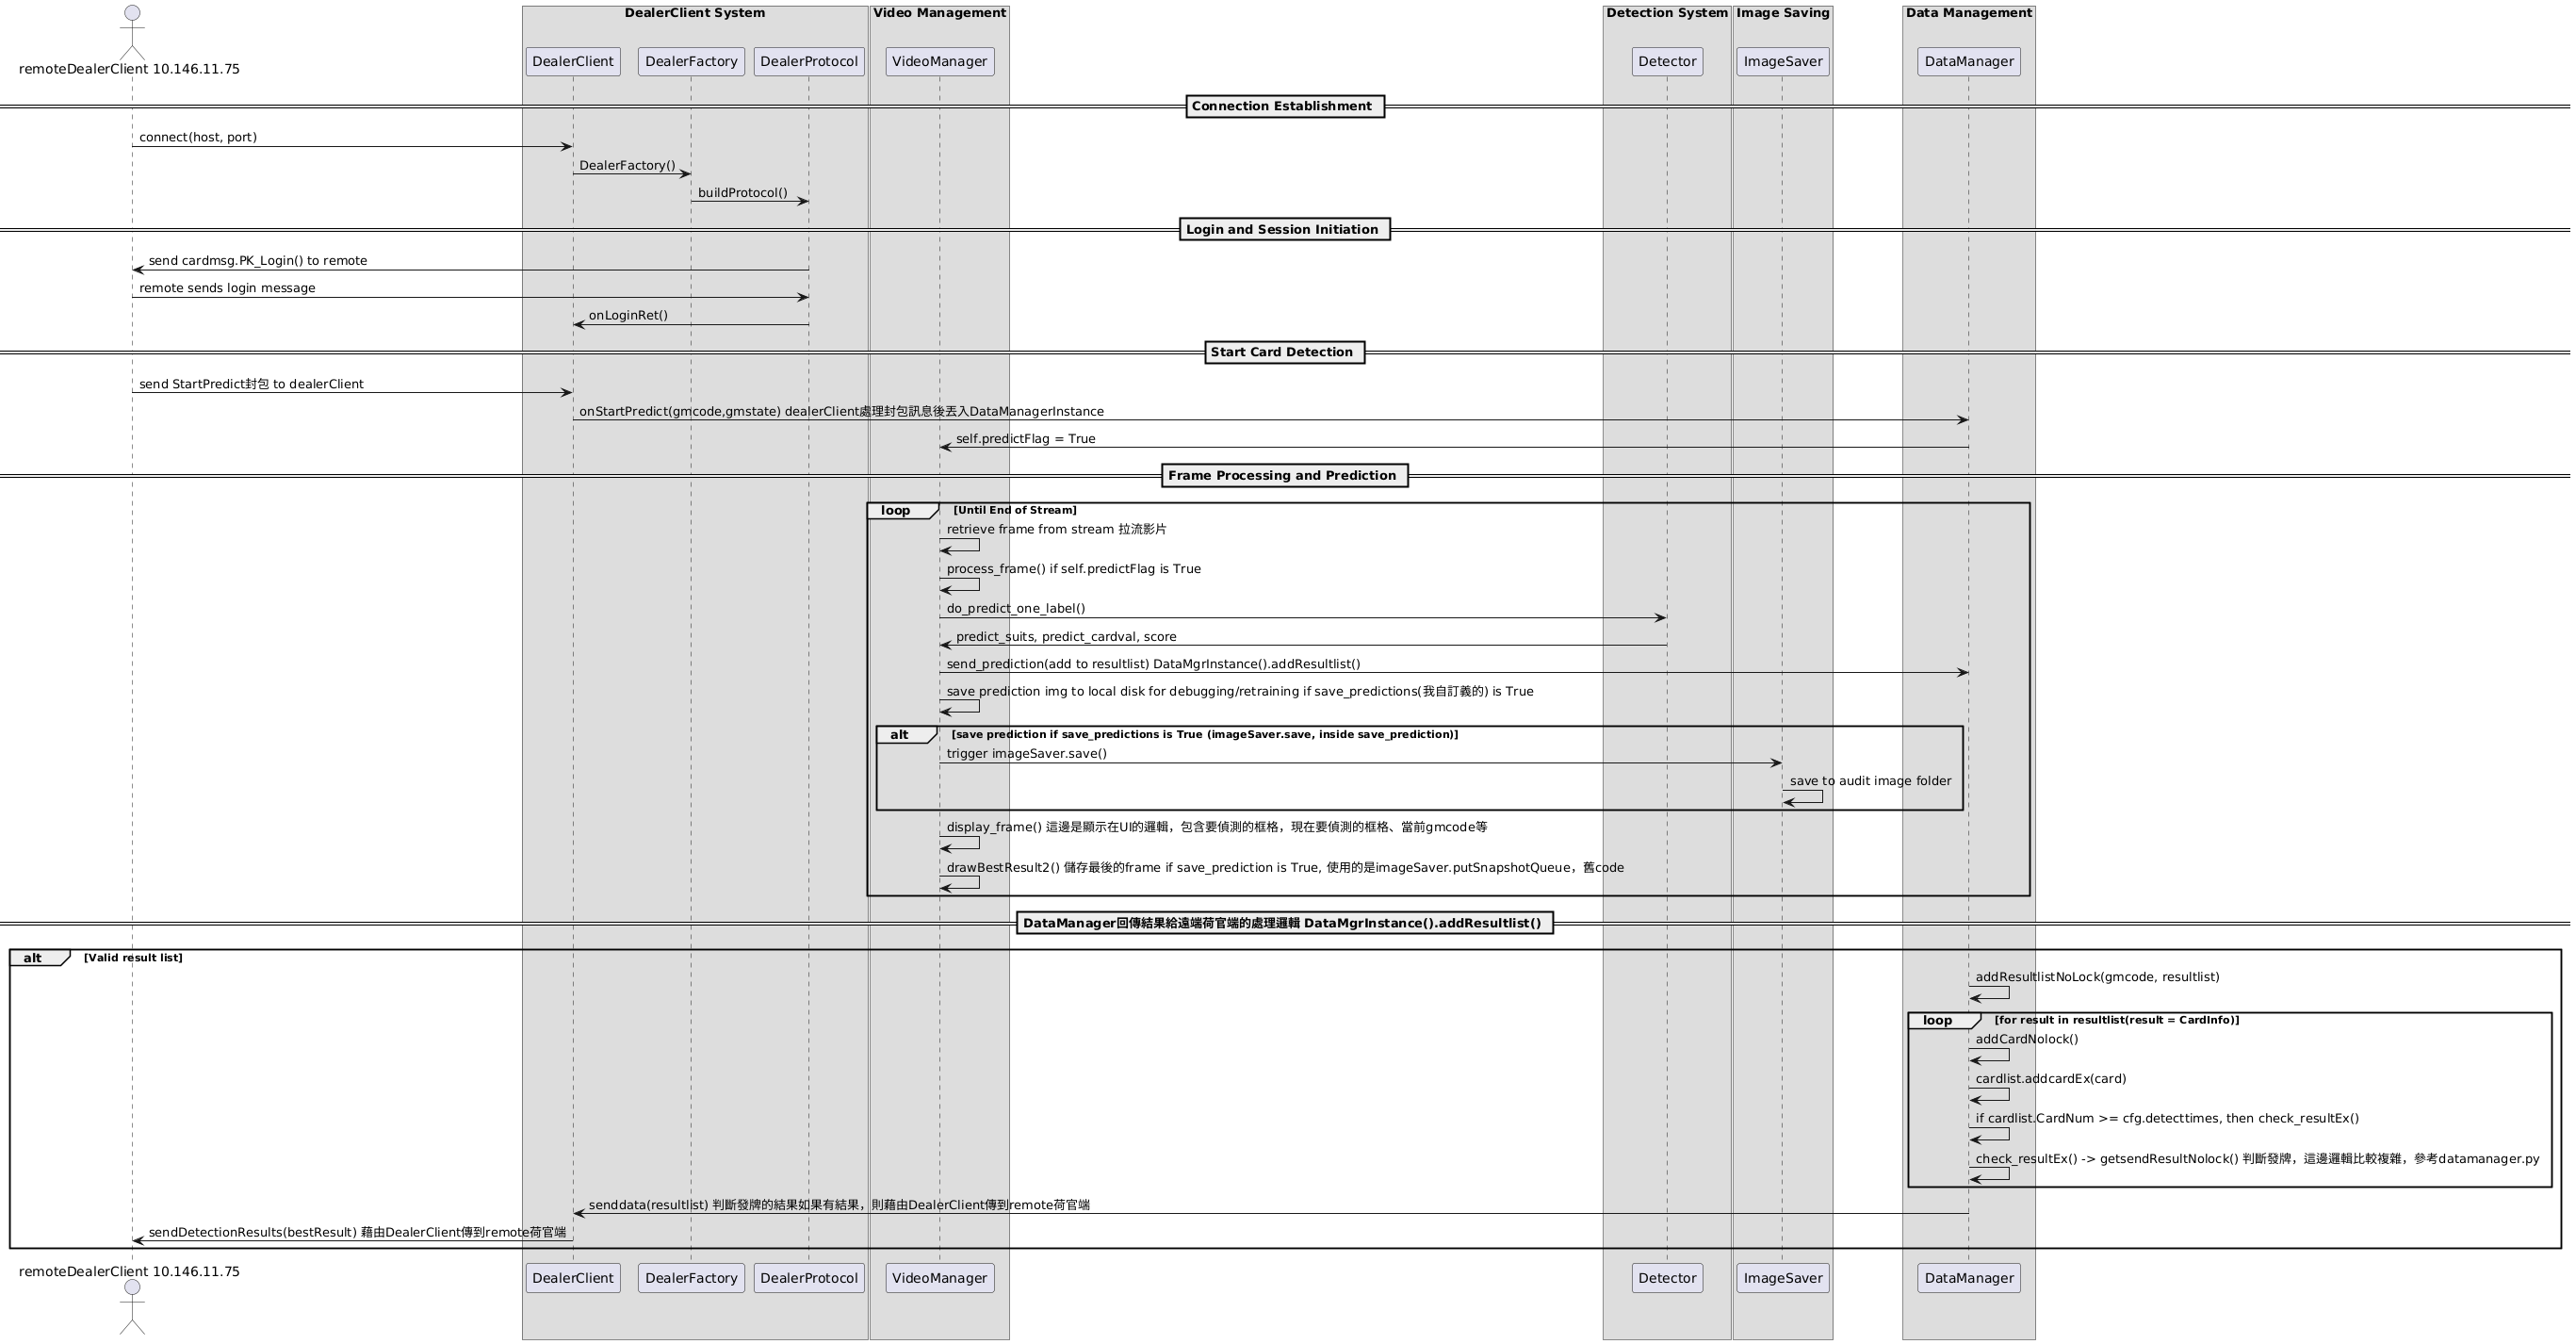 DealerClient System
Video Management
Detection System
Image Saving
Data Management
remoteDealerClient 10.146.11.75
DealerClient
DealerFactory
DealerProtocol
VideoManager
Detector
ImageSaver
DataManager
Connection Establishment
connect(host, port)
DealerFactory()
buildProtocol()
Login and Session Initiation
send cardmsg.PK_Login() to remote
remote sends login message
onLoginRet()
Start Card Detection
send StartPredict封包 to dealerClient
onStartPredict(gmcode,gmstate) dealerClient處理封包訊息後丟入DataManagerInstance
self.predictFlag = True
Frame Processing and Prediction
loop [Until End of Stream]
retrieve frame from stream 拉流影片
process_frame() if self.predictFlag is True
do_predict_one_label()
predict_suits, predict_cardval, score
send_prediction(add to resultlist) DataMgrInstance().addResultlist()
save prediction img to local disk for debugging/retraining if save_predictions(我自訂義的) is True
alt [save prediction if save_predictions is True (imageSaver.save, inside save_prediction)]
trigger imageSaver.save()
save to audit image folder
display_frame() 這邊是顯示在UI的邏輯，包含要偵測的框格，現在要偵測的框格、當前gmcode等
drawBestResult2() 儲存最後的frame if save_prediction is True, 使用的是imageSaver.putSnapshotQueue，舊code
DataManager回傳結果給遠端荷官端的處理邏輯 DataMgrInstance().addResultlist()
alt [Valid result list]
addResultlistNoLock(gmcode, resultlist)
loop [for result in resultlist(result = CardInfo)]
addCardNolock()
cardlist.addcardEx(card)
if cardlist.CardNum >= cfg.detecttimes, then check_resultEx()
check_resultEx() -> getsendResultNolock() 判斷發牌，這邊邏輯比較複雜，參考datamanager.py
senddata(resultlist) 判斷發牌的結果如果有結果，則藉由DealerClient傳到remote荷官端
sendDetectionResults(bestResult) 藉由DealerClient傳到remote荷官端
remoteDealerClient 10.146.11.75
DealerClient
DealerFactory
DealerProtocol
VideoManager
Detector
ImageSaver
DataManager